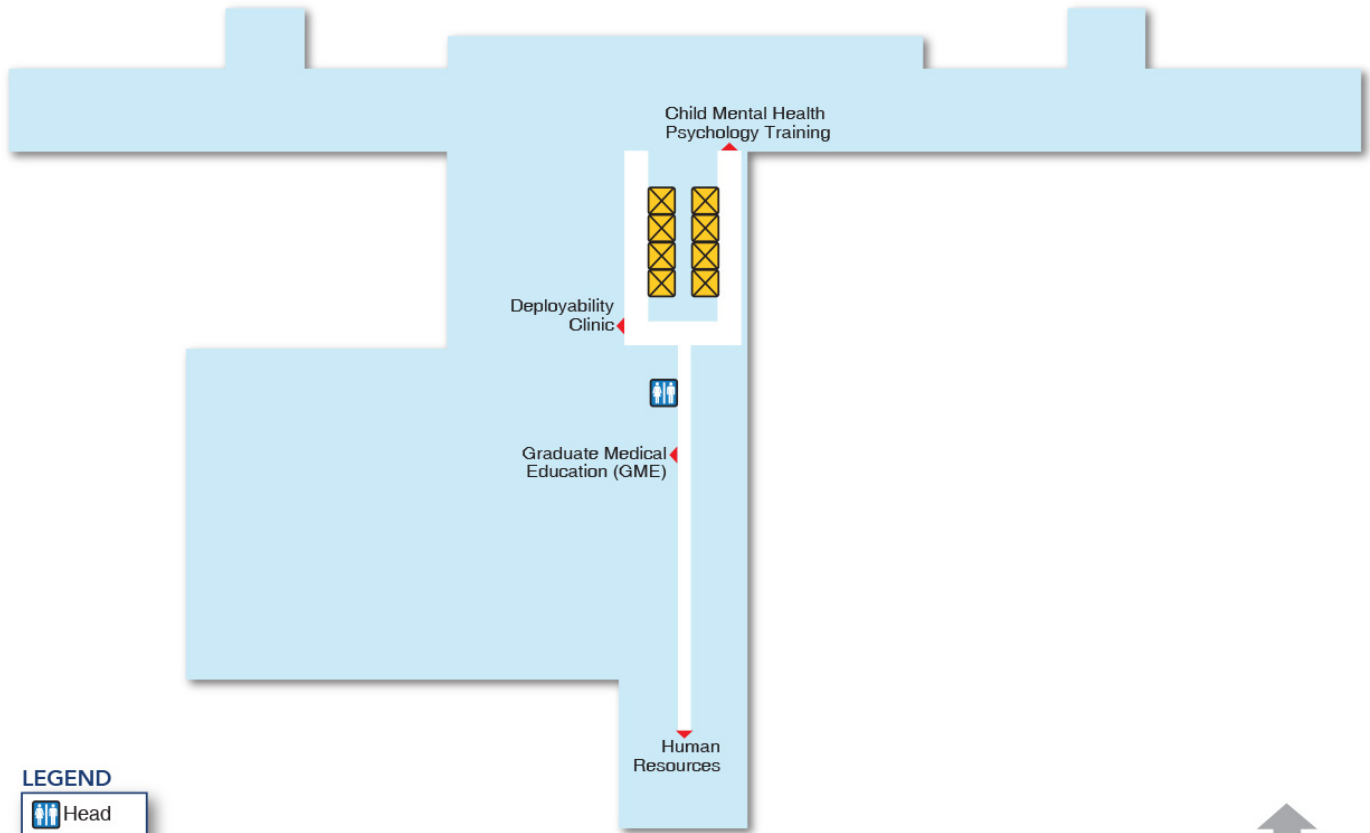 Child Mental Health
Psychology Training
Deployability
Clinic
Graduate Medical
Education (GME)
Human
Resources
LEGEND
Head